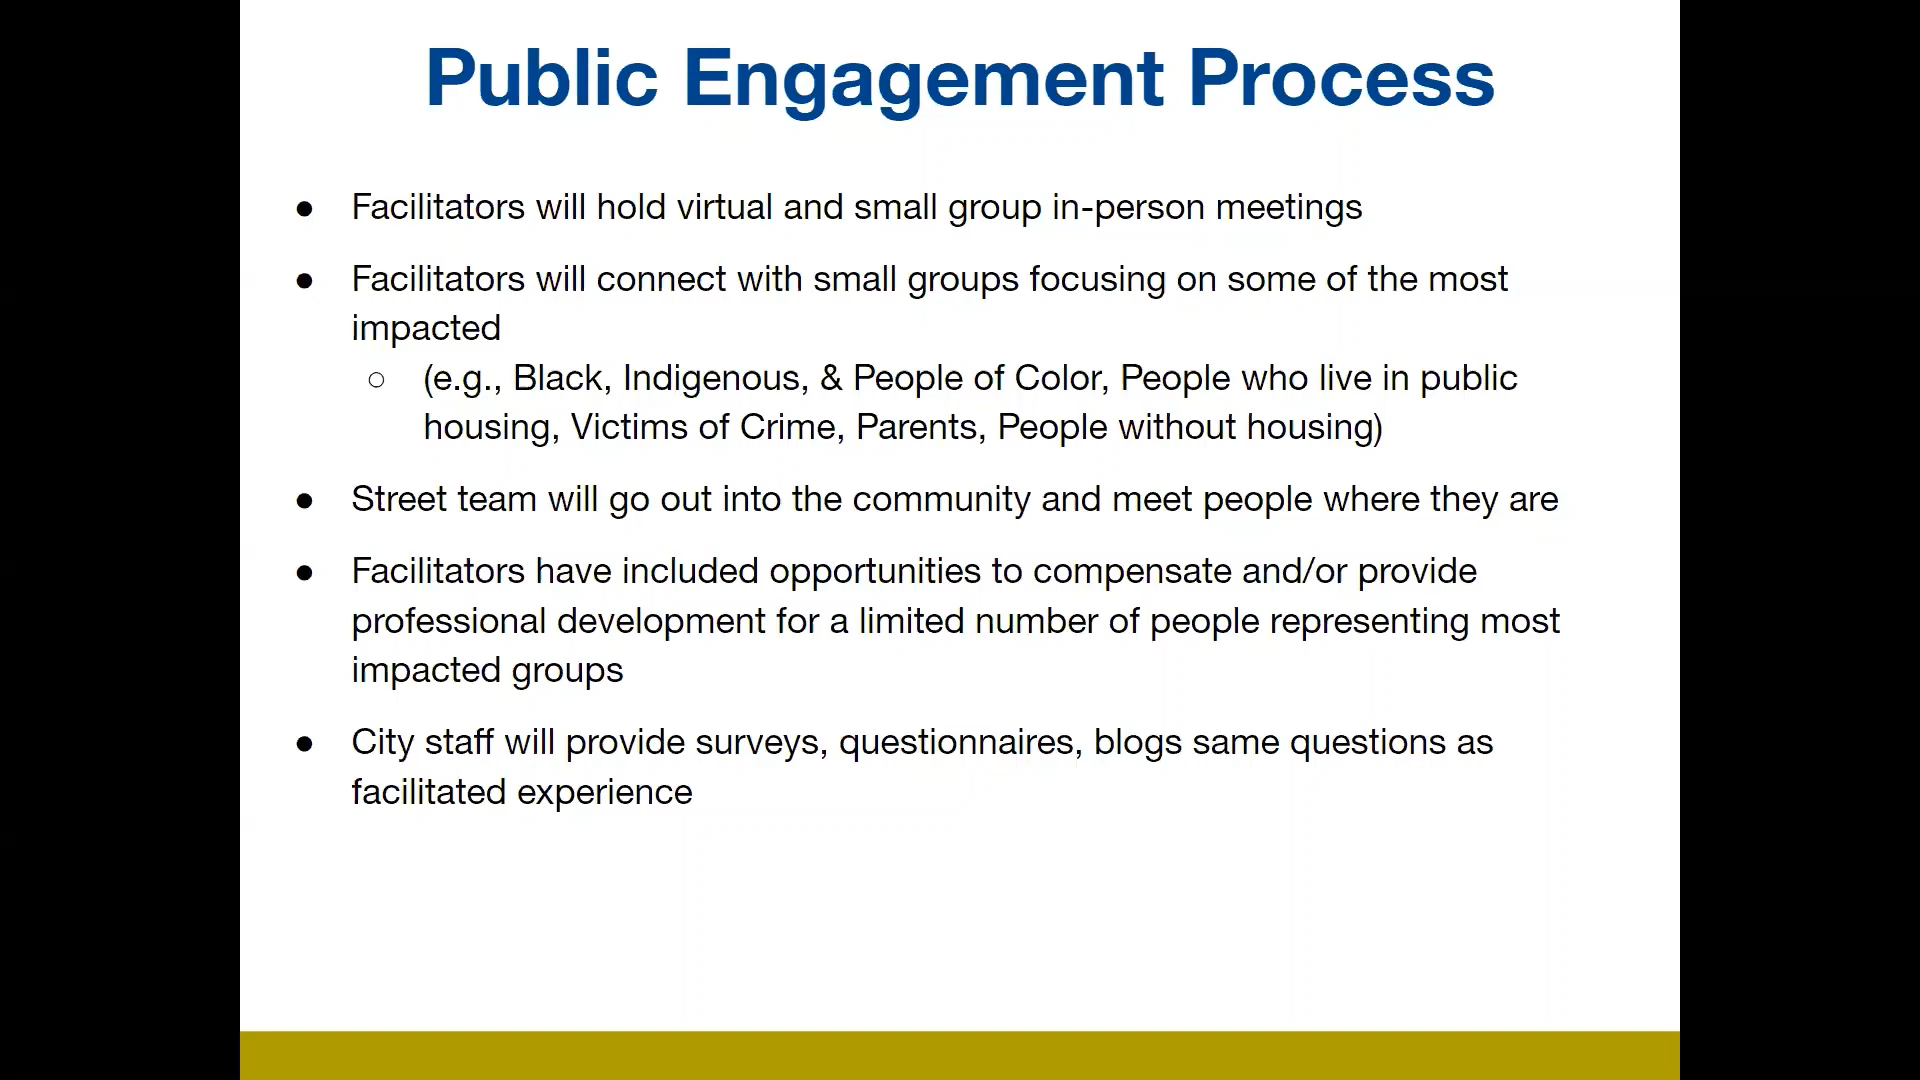 Public Engagement Process
● Facilitators will hold virtual and small group in-person meetings
● Facilitators will connect with small groups focusing on some of the most
impacted
○ (e.g., Black, Indigenous, & People of Color, People who live in public
housing, Victims of Crime, Parents, People without housing)
● Street team will go out into the community and meet people where they are
● Facilitators have included opportunities to compensate and/or provide
professional development for a limited number of people representing most
impacted groups
● City staff will provide surveys, questionnaires, blogs same questions as
facilitated experience